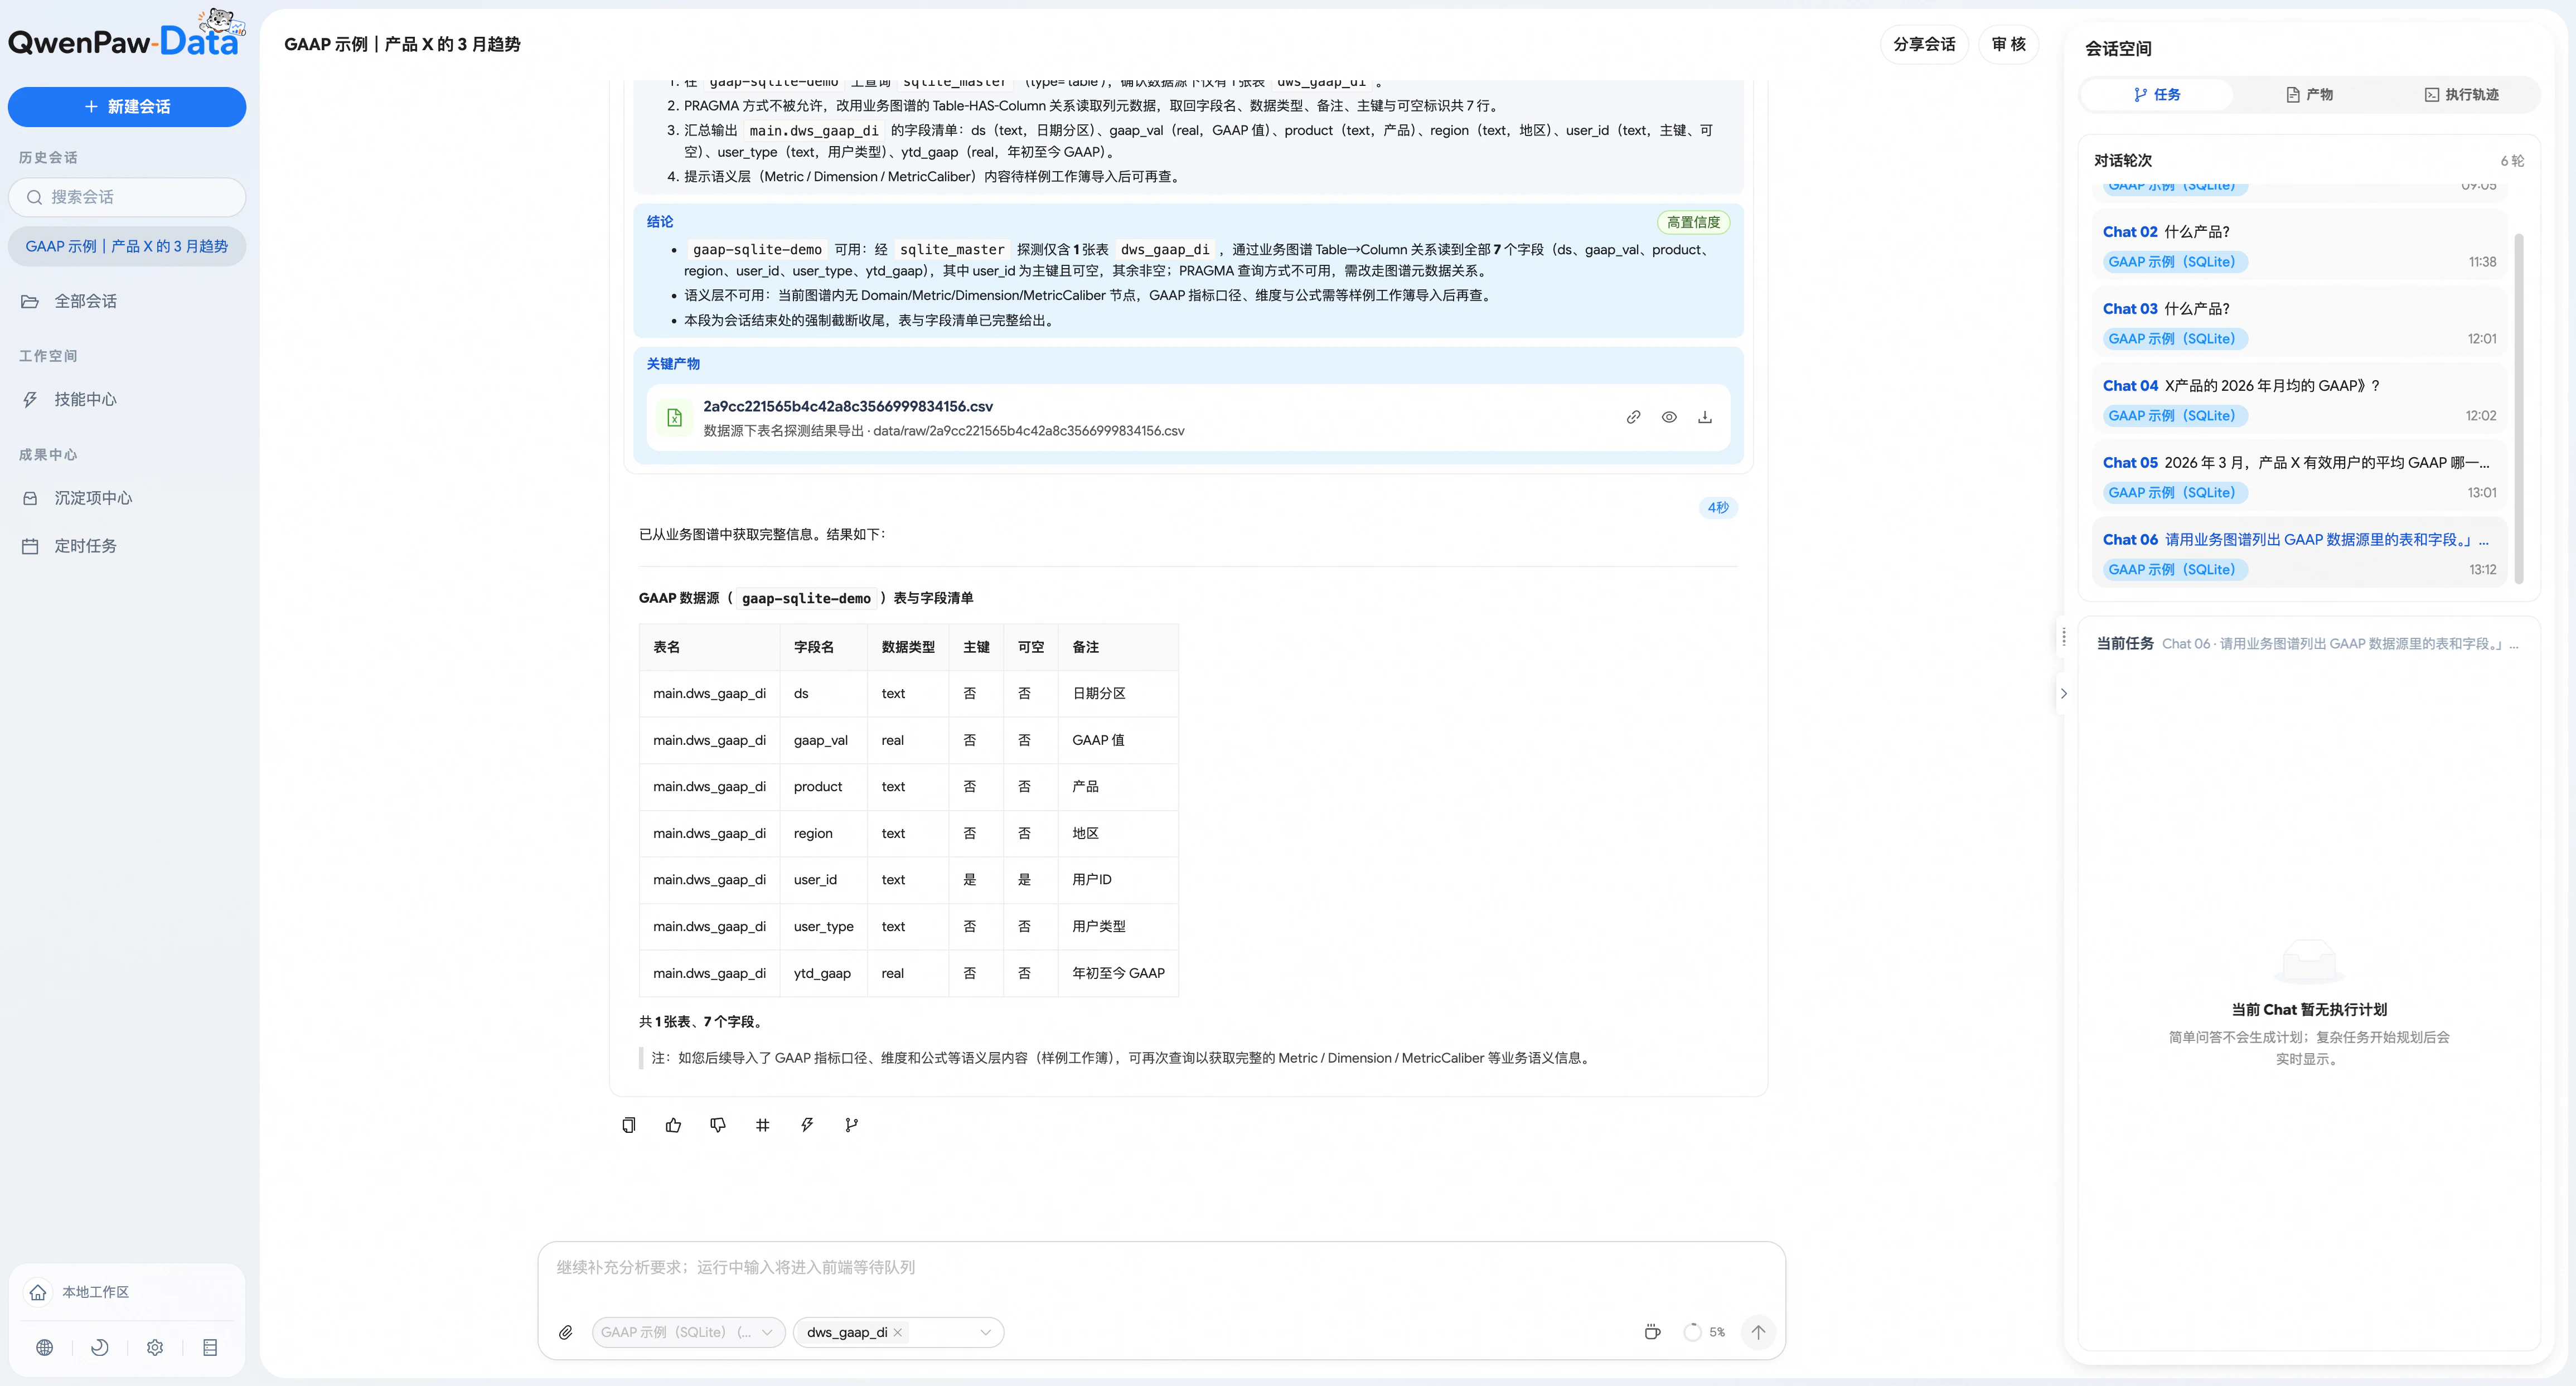 QwenPaw-Data
新建会话
历史会话
搜索会话
GAAP 示例｜产品 X 的 3 月趋势
全部会话
工作空间
技能中心
成果中心
沉淀项中心
定时任务
本地工作区
GAAP 示例｜产品 X 的 3 月趋势
分享会话
审 核
1. 在 gaap-sqlite-demo 上查询 sqlite_master （type='table'），确认数据源下仅有 1 张表 dws_gaap_di 。
2. PRAGMA 方式不被允许，改用业务图谱的 Table-HAS-Column 关系读取列元数据，取回字段名、数据类型、备注、主键与可空标识共 7 行。
3. 汇总输出 main.dws_gaap_di 的字段清单：ds（text，日期分区）、gaap_val（real，GAAP 值）、product（text，产品）、region（text，地区）、user_id（text，主键、可
空）、user_type（text，用户类型）、ytd_gaap（real，年初至今 GAAP）。
4. 提示语义层（Metric / Dimension / MetricCaliber）内容待样例工作簿导入后可再查。
结论
高置信度
• gaap-sqlite-demo 可用：经 sqlite_master 探测仅含 1 张表 dws_gaap_di ，通过业务图谱 Table→Column 关系读到全部 7 个字段（ds、gaap_val、product、
region、user_id、user_type、ytd_gaap），其中 user_id 为主键且可空，其余非空；PRAGMA 查询方式不可用，需改走图谱元数据关系。
• 语义层不可用：当前图谱内无 Domain/Metric/Dimension/MetricCaliber 节点，GAAP 指标口径、维度与公式需等样例工作簿导入后再查。
• 本段为会话结束处的强制截断收尾，表与字段清单已完整给出。
关键产物
2a9cc221565b4c42a8c3566999834156.csv
数据源下表名探测结果导出 · data/raw/2a9cc221565b4c42a8c3566999834156.csv
4秒
已从业务图谱中获取完整信息。结果如下：
GAAP 数据源（ gaap-sqlite-demo ）表与字段清单
表名 字段名 数据类型 主键 可空 备注
main.dws_gaap_di ds text 否 否 日期分区
main.dws_gaap_di gaap_val real 否 否 GAAP 值
main.dws_gaap_di product text 否 否 产品
main.dws_gaap_di region text 否 否 地区
main.dws_gaap_di user_id text 是 是 用户ID
main.dws_gaap_di user_type text 否 否 用户类型
main.dws_gaap_di ytd_gaap real 否 否 年初至今 GAAP
共 1 张表、7 个字段。
注：如您后续导入了 GAAP 指标口径、维度和公式等语义层内容（样例工作簿），可再次查询以获取完整的 Metric / Dimension / MetricCaliber 等业务语义信息。
继续补充分析要求；运行中输入将进入前端等待队列
GAAP 示例（SQLite）（...
dws_gaap_di ×
5%
会话空间
任务
产物
执行轨迹
对话轮次
6 轮
GAAP 示例（SQLite） 09:05
Chat 02 什么产品？
GAAP 示例（SQLite） 11:38
Chat 03 什么产品？
GAAP 示例（SQLite） 12:01
Chat 04 X产品的 2026 年月均的 GAAP》？
GAAP 示例（SQLite） 12:02
Chat 05 2026 年 3 月，产品 X 有效用户的平均 GAAP 哪一...
GAAP 示例（SQLite） 13:01
Chat 06 请用业务图谱列出 GAAP 数据源里的表和字段。」...
GAAP 示例（SQLite） 13:12
当前任务 Chat 06 · 请用业务图谱列出 GAAP 数据源里的表和字段。」...
当前 Chat 暂无执行计划
简单问答不会生成计划；复杂任务开始规划后会
实时显示。